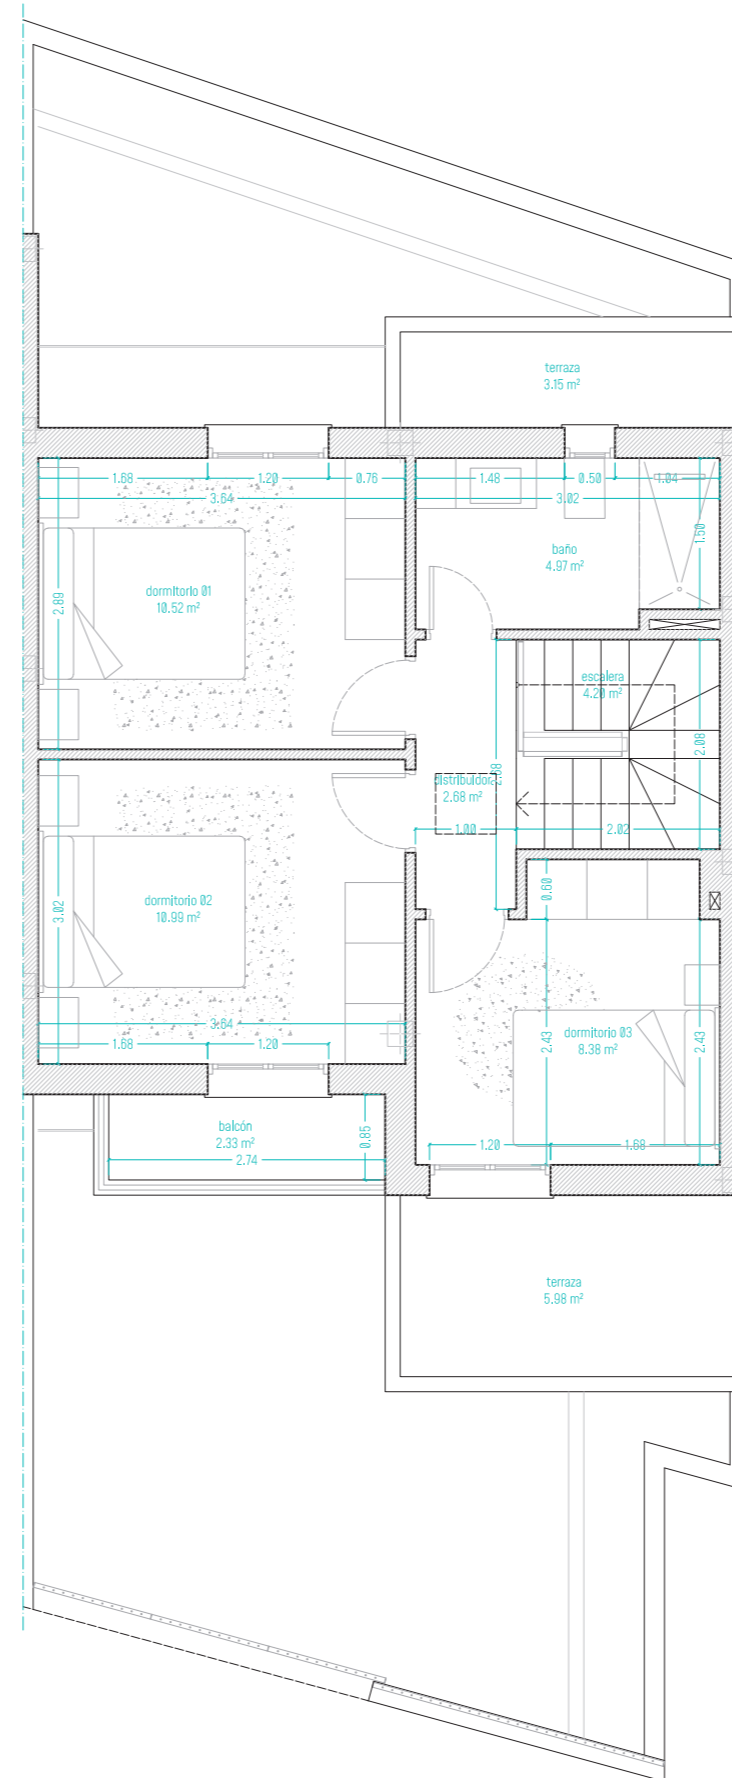 terraza
3.15 m²
1.68
1.20
0.76
1.48
0.50
1.04
3.64
3.02
1.50
baño
4.97 m²
2.89
dormitorio 01
10.52 m²
escalera
4.20 m²
2.08
2.68
distribuidor
2.68 m²
1.00
2.02
0.60
3.02
dormitorio 02
10.99 m²
3.64
1.68
1.20
2.43
dormitorio 03
8.38 m²
2.43
balcón
2.33 m²
2.74
0.85
1.20
1.68
terraza
5.98 m²